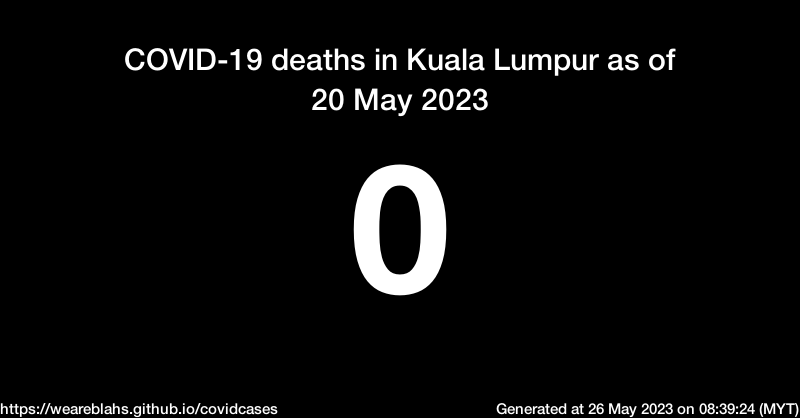 COVID-19 deaths in Kuala Lumpur as of
20 May 2023
0
https://weareblahs.github.io/covidcases
Generated at 26 May 2023 on 08:39:24 (MYT)